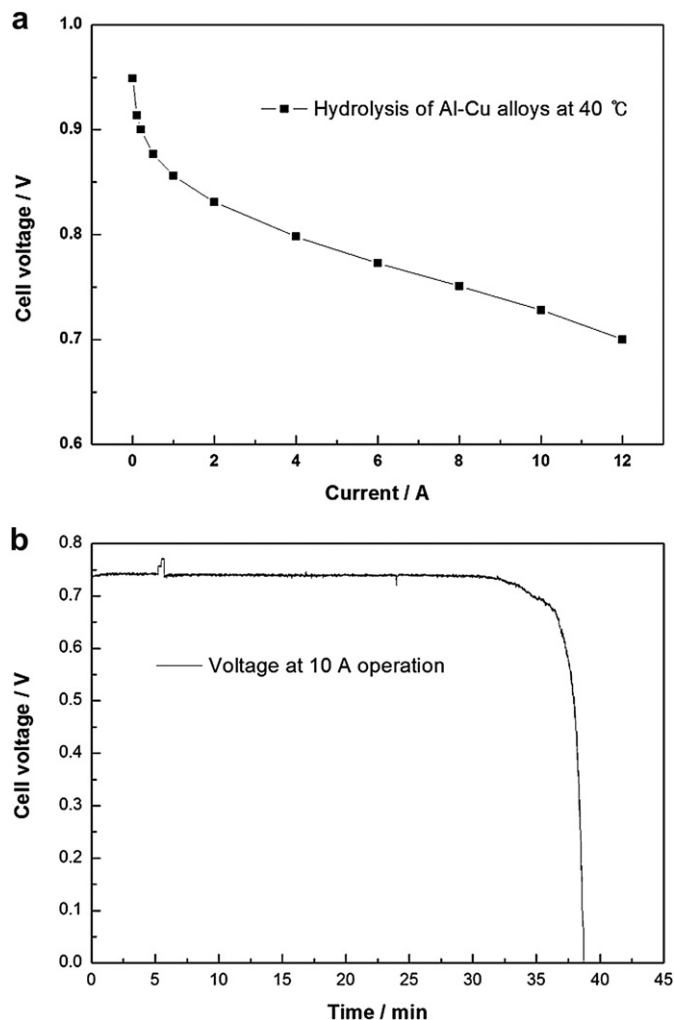 a
1.0
0.9
0.8
0.7
0.6
Cell voltage / V
Hydrolysis of Al-Cu alloys at 40 ℃
0 2 4 6 8 10 12
Current / A
b
0.8
0.7
0.6
0.5
0.4
0.3
0.2
0.1
0.0
Cell voltage / V
Voltage at 10 A operation
0 5 10 15 20 25 30 35 40 45
Time / min